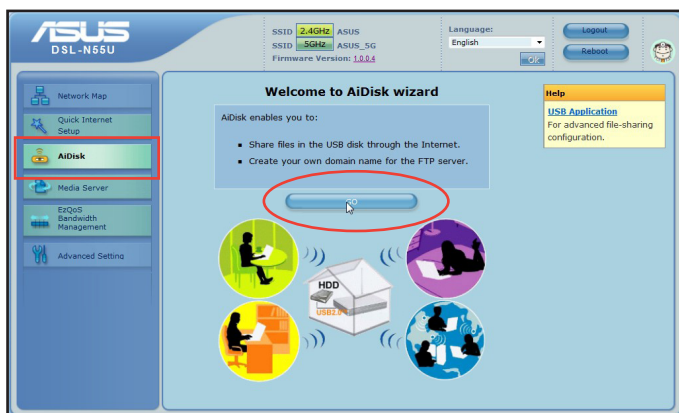 ASUS
DSL-N55U
SSID 2.4GHz ASUS
SSID 5GHz ASUS_5G
Firmware Version: 1.0.0.4
Language:
English
OK
Logout
Reboot
Network Map
Quick Internet
Setup
AiDisk
Media Server
EzQoS
Bandwidth
Management
Advanced Setting
Welcome to AiDisk wizard
AiDisk enables you to:
Share files in the USB disk through the Internet.
Create your own domain name for the FTP server.
GO
HDD
USB2.0
Help
USB Application
For advanced file-sharing
configuration.